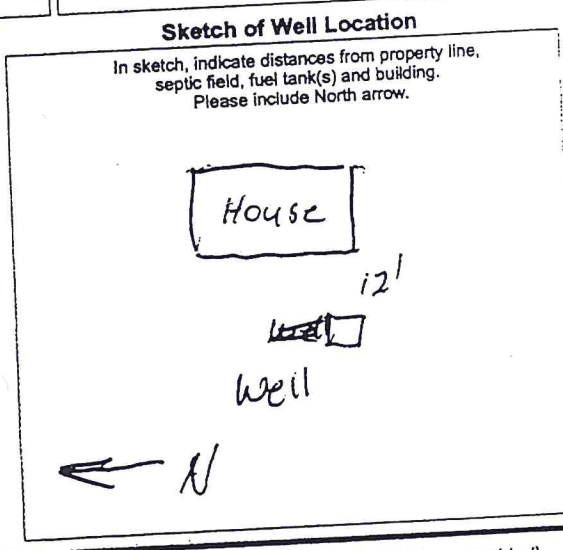 Sketch of Well Location
In sketch, indicate distances from property line,
septic field, fuel tank(s) and building.
Please include North arrow.
House
12'
Well
N